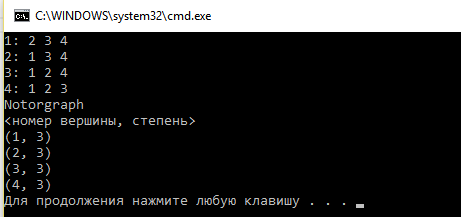 C:\WINDOWS\system32\cmd.exe
1: 2 3 4
2: 1 3 4
3: 1 2 4
4: 1 2 3
Notorgraph
<номер вершины, степень>
(1, 3)
(2, 3)
(3, 3)
(4, 3)
Для продолжения нажмите любую клавишу . . .